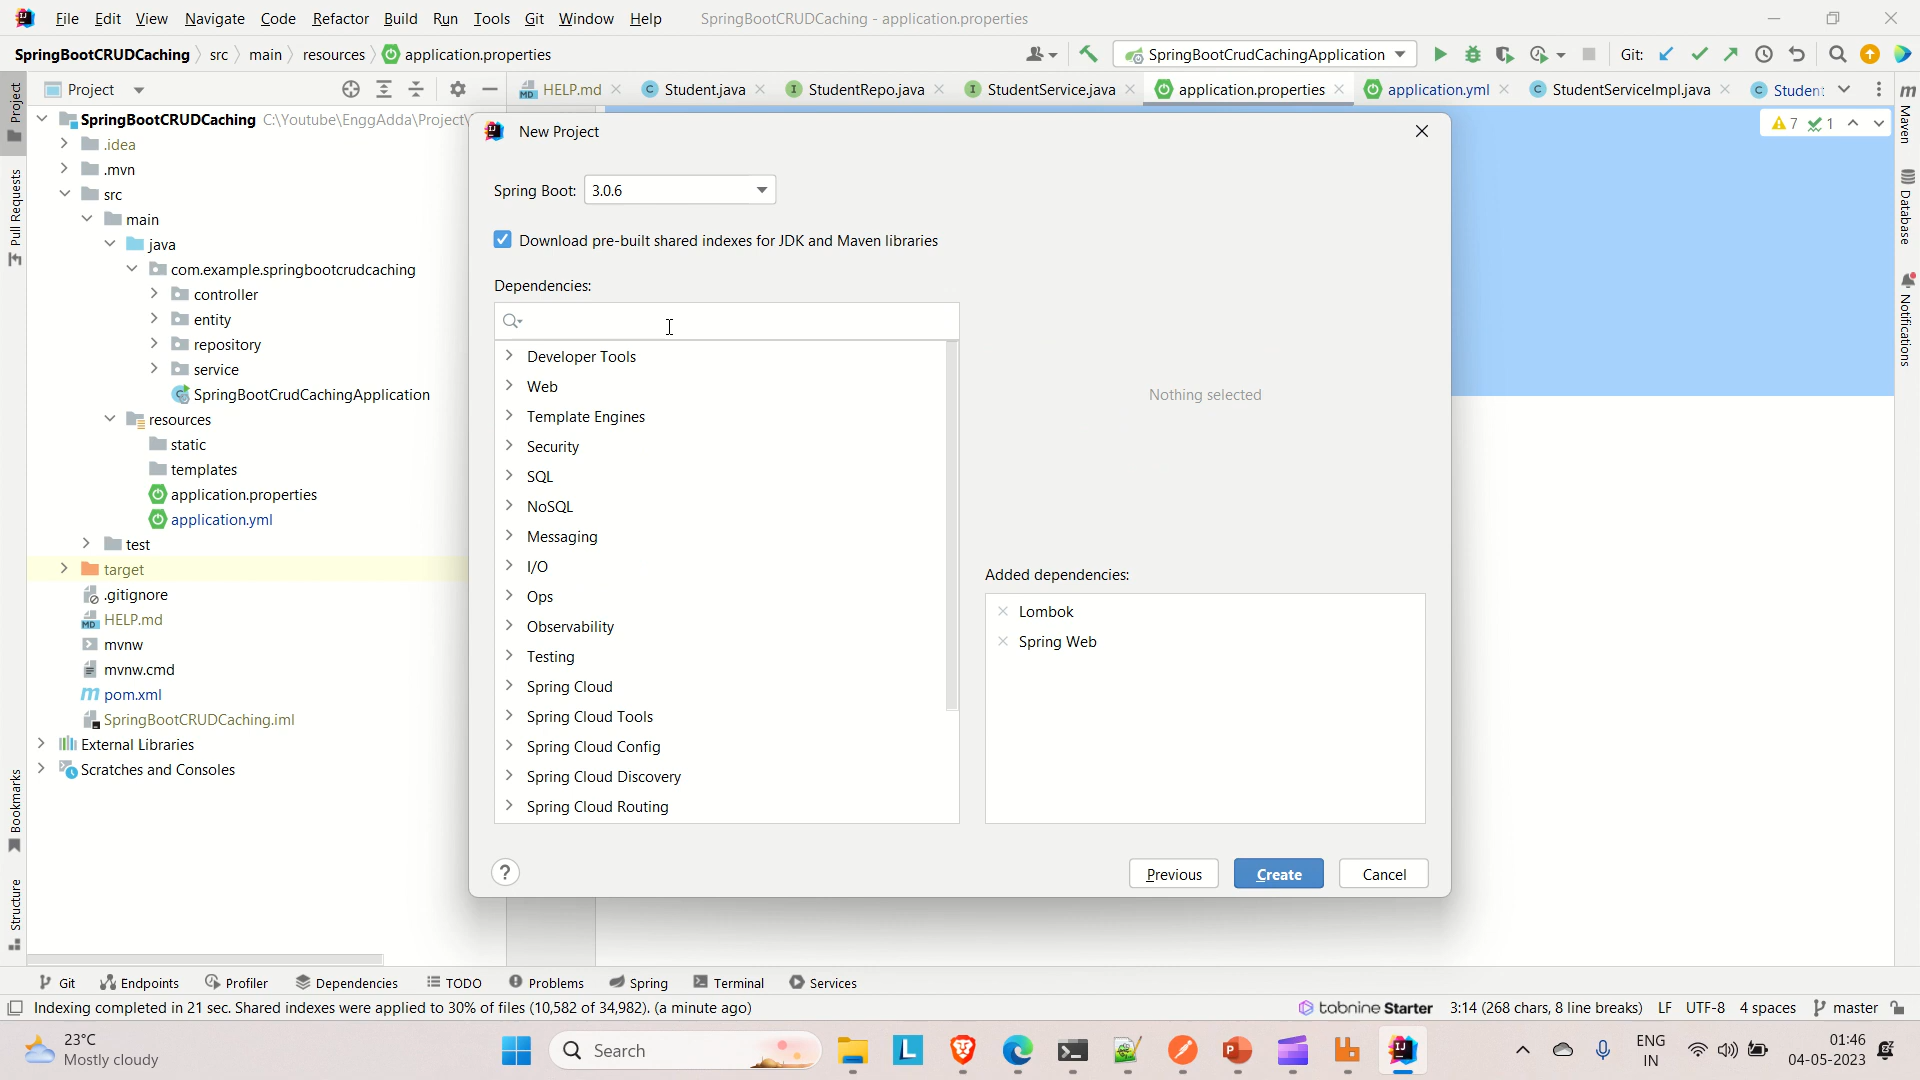 File Edit View Navigate Code Refactor Build Run Tools Git Window Help SpringBootCRUDCaching - application.properties
SpringBootCRUDCaching src main resources application.properties SpringBootCrudCachingApplication Git:
Project HELP.md Student.java StudentRepo.java StudentService.java application.properties application.yml StudentServiceImpl.java Student
SpringBootCRUDCaching C:\Youtube\EnggAdda\Project\
7 1
.idea
.mvn
src
main
java
com.example.springbootcrudcaching
controller
entity
repository
service
SpringBootCrudCachingApplication
resources
static
templates
application.properties
application.yml
test
target
.gitignore
HELP.md
mvnw
mvnw.cmd
pom.xml
SpringBootCRUDCaching.iml
External Libraries
Scratches and Consoles
Project
Pull Requests
Bookmarks
Structure
New Project
Spring Boot: 3.0.6
Download pre-built shared indexes for JDK and Maven libraries
Dependencies:
Developer Tools
Web
Template Engines
Security
SQL
NoSQL
Messaging
I/O
Ops
Observability
Testing
Spring Cloud
Spring Cloud Tools
Spring Cloud Config
Spring Cloud Discovery
Spring Cloud Routing
Nothing selected
Added dependencies:
Lombok
Spring Web
? Previous Create Cancel
Maven
Database
Notifications
Git Endpoints Profiler Dependencies TODO Problems Spring Terminal Services
Indexing completed in 21 sec. Shared indexes were applied to 30% of files (10,582 of 34,982). (a minute ago) tabnine Starter 3:14 (268 chars, 8 line breaks) LF UTF-8 4 spaces master
23°C
Mostly cloudy
Search
ENG
IN
01:46
04-05-2023